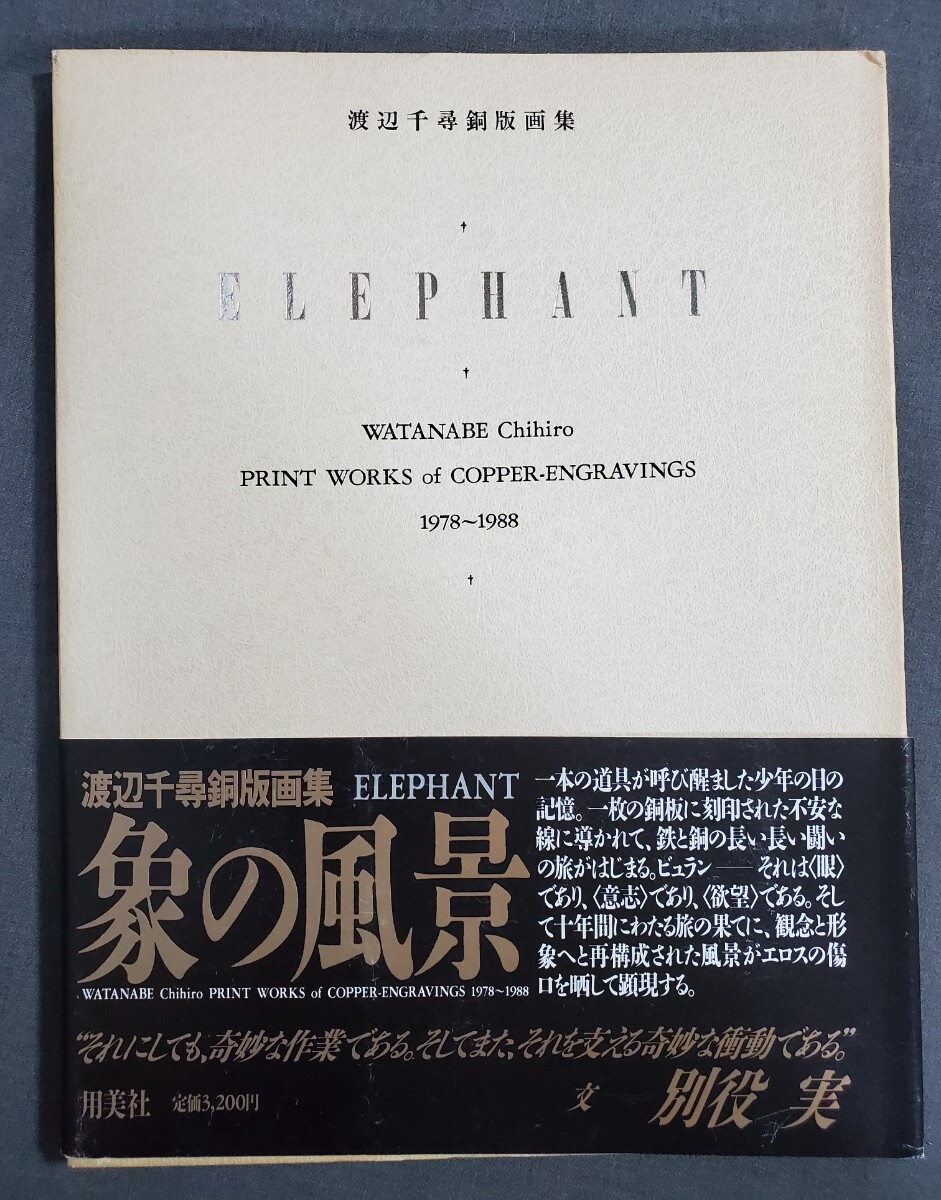 渡辺千尋銅版画集
†
ELEPHANT
†
WATANABE Chihiro
PRINT WORKS of COPPER-ENGRAVINGS
1978~1988
†
渡辺千尋銅版画集 ELEPHANT
象の風景
WATANABE Chihiro PRINT WORKS of COPPER-ENGRAVINGS 1978~1988
一本の道具が呼び醒ました少年の日の
記憶。一枚の銅板に刻印された不安な
線に導かれて、鉄と銅の長い長い闘い
の旅がはじまる。ビュラン――それは〈眼〉
であり、〈意志〉であり、〈欲望〉である。そし
て十年間にわたる旅の果てに、観念と形
象へと再構成された風景がエロスの傷
口を晒して顕現する。
“それにしても、奇妙な作業である。そしてまた、それを支える奇妙な衝動である。”
用美社 定価3,200円
文――別役 実